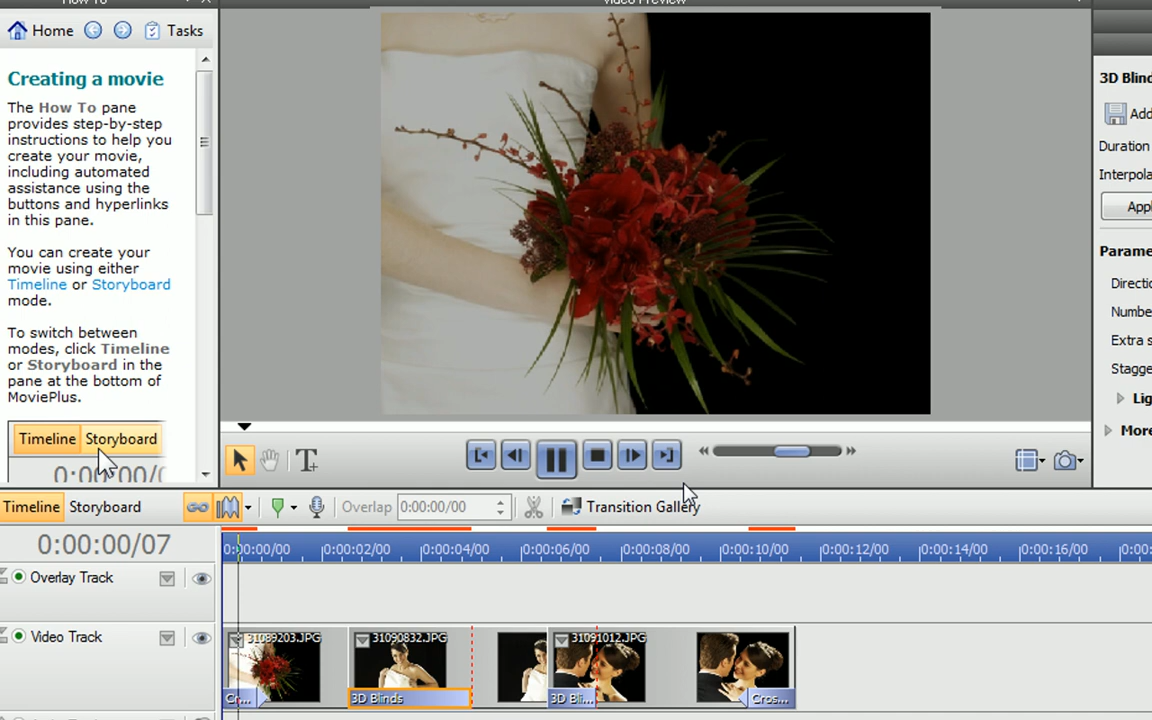 How To
Video Preview
Home
Tasks
Creating a movie
The How To pane
provides step-by-step
instructions to help you
create your movie,
including automated
assistance using the
buttons and hyperlinks
in this pane.
You can create your
movie using either
Timeline or Storyboard
mode.
To switch between
modes, click Timeline
or Storyboard in the
pane at the bottom of
MoviePlus.
Timeline Storyboard
0:00:00/0
3D Blind
Add
Duration
Interpola
Appl
Parame
Directio
Numbe
Extra s
Stagge
Lig
More
Timeline Storyboard
Overlap 0:00:00/00
Transition Gallery
0:00:00/07
0:00:00/00 0:00:02/00 0:00:04/00 0:00:06/00 0:00:08/00 0:00:10/00 0:00:12/00 0:00:14/00 0:00:16/00 0:00:
Overlay Track
Video Track
31089203.JPG 31090832.JPG 31091012.JPG
Cr... 3D Blinds 3D Bli... Cros...